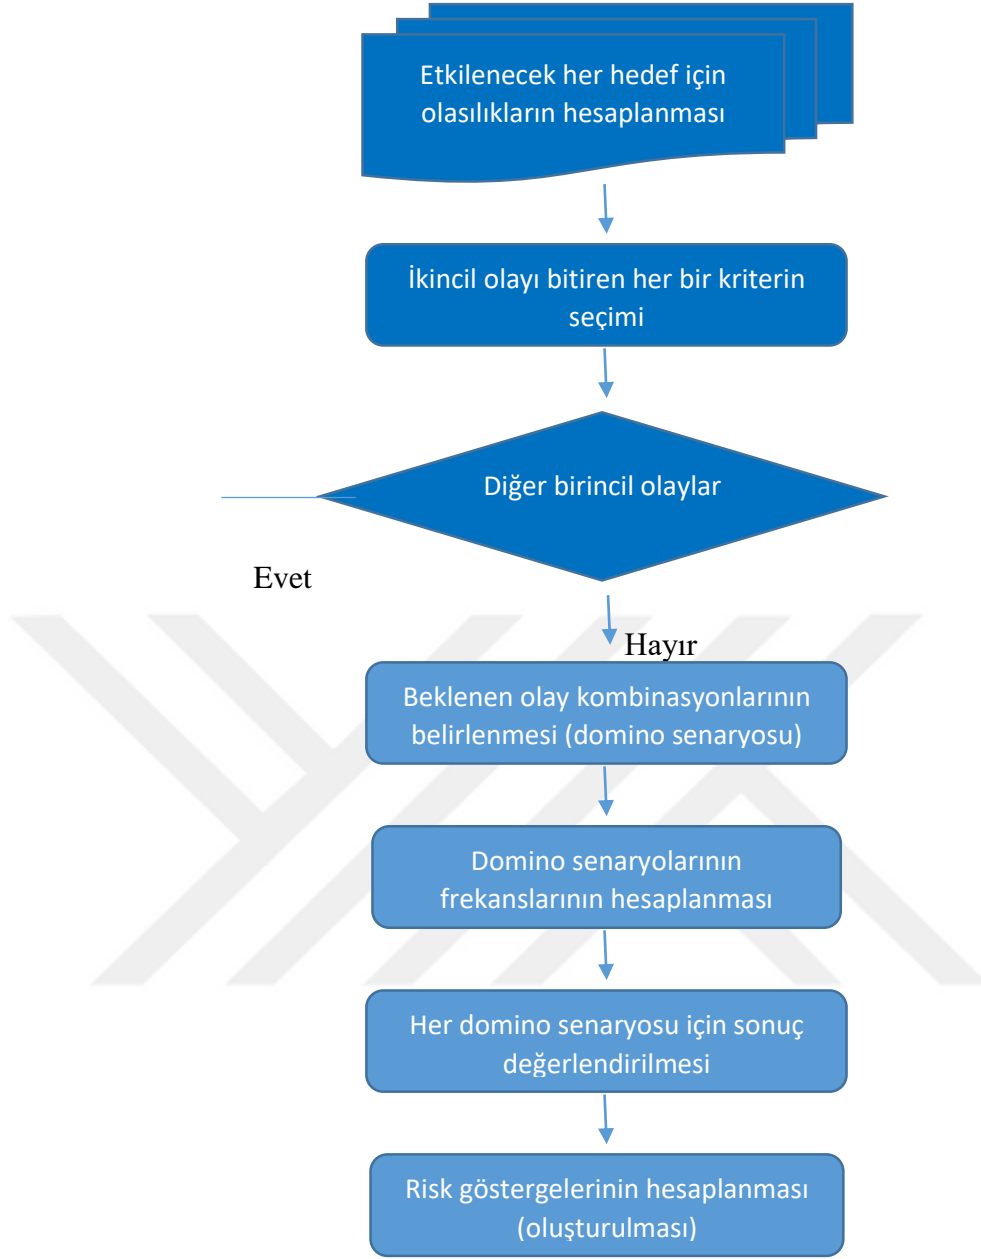 Etkilenecek her hedef için
olasılıkların hesaplanması
İkincil olayı bitiren her bir kriterin
seçimi
Diğer birincil olaylar
Evet
Hayır
Beklenen olay kombinasyonlarının
belirlenmesi (domino senaryosu)
Domino senaryolarının
frekanslarının hesaplanması
Her domino senaryosu için sonuç
değerlendirilmesi
Risk göstergelerinin hesaplanması
(oluşturulması)